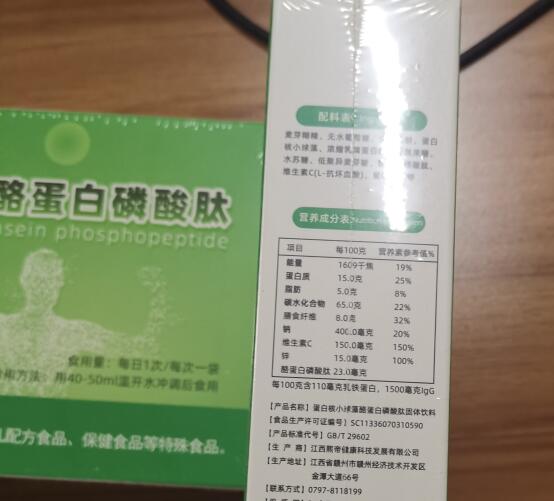 酪蛋白磷酸肽
asein phosphopeptide
食用量：每日1次/每次一袋
用方法：用40-50ml温开水冲调后食用
配方食品、保健食品等特殊食品。
配料表
麦芽糊精、无水葡萄糖、 蛋白
核小球藻、浓缩乳清蛋白
水苏糖、低聚异麦芽糖、
维生素C(L-抗坏血酸)、
营养成分表
项目 每100克 营养素参考值%
能量 1609千焦 19%
蛋白质 15.0克 25%
脂肪 5.0克 8%
碳水化合物 65.0克 22%
膳食纤维 8.0克 32%
钠 400.0毫克 20%
维生素C 150.0毫克 150%
锌 15.0毫克 100%
酪蛋白磷酸肽 23.0毫克
每100克含110毫克乳铁蛋白，1500毫克IgG
【产品名称】蛋白核小球藻酪蛋白磷酸肽固体饮料
【食品生产许可证编号】SC11336070310590
【产品标准代号】GB/T 29602
【生 产 商】江西熙帝健康科技发展有限公司
【生产地址】江西省赣州市赣州经济技术开发区
金潭大道66号
【联系方式】0797-8118199